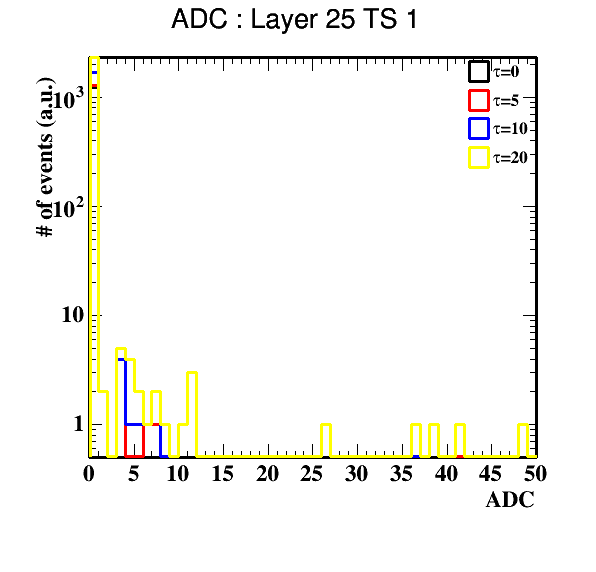 ADC : Layer 25 TS 1
# of events (a.u.)
10³
10²
10
1
τ=0
τ=5
τ=10
τ=20
0 5 10 15 20 25 30 35 40 45 50
ADC